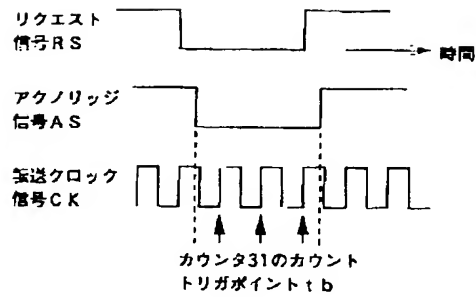 リクエスト
信号RS
時間
アクノリッジ
信号AS
転送クロック
信号CK
カウンタ31のカウント
トリガポイントtb